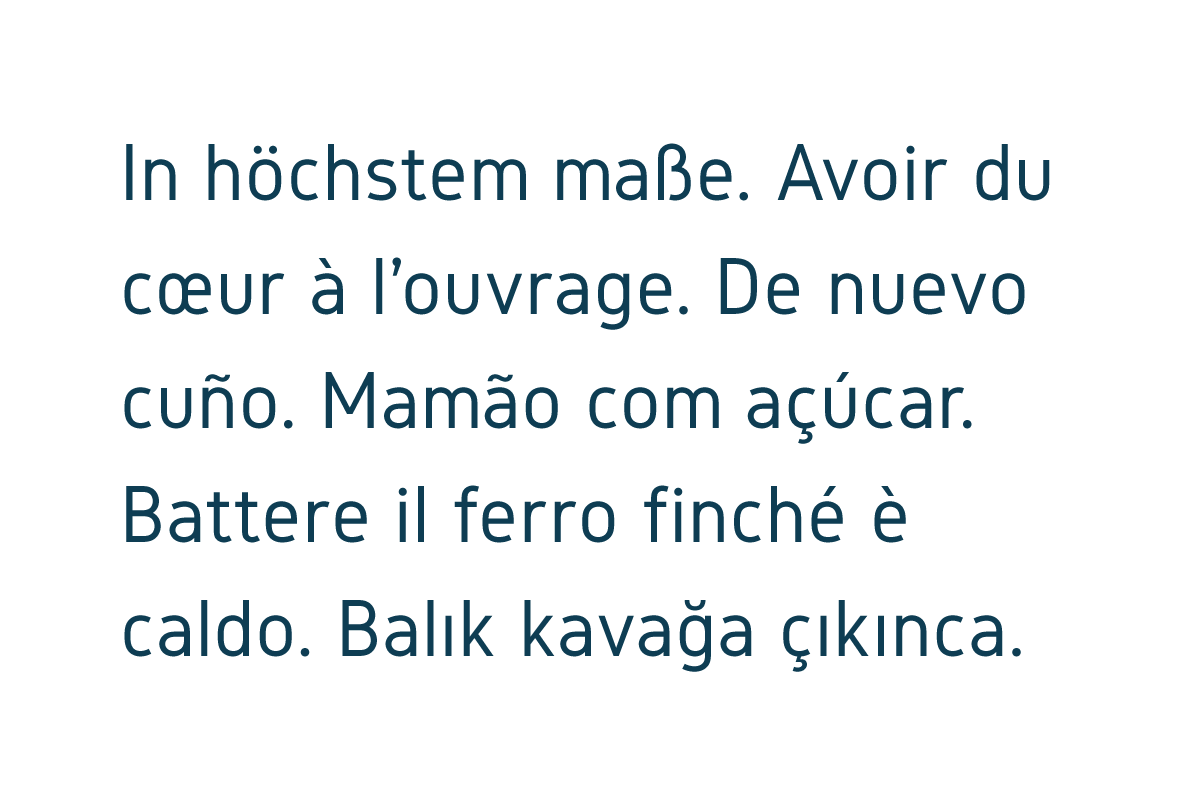 In höchstem maße. Avoir du
cœur à l’ouvrage. De nuevo
cuño. Mamão com açúcar.
Battere il ferro finché è
caldo. Balık kavağa çıkınca.